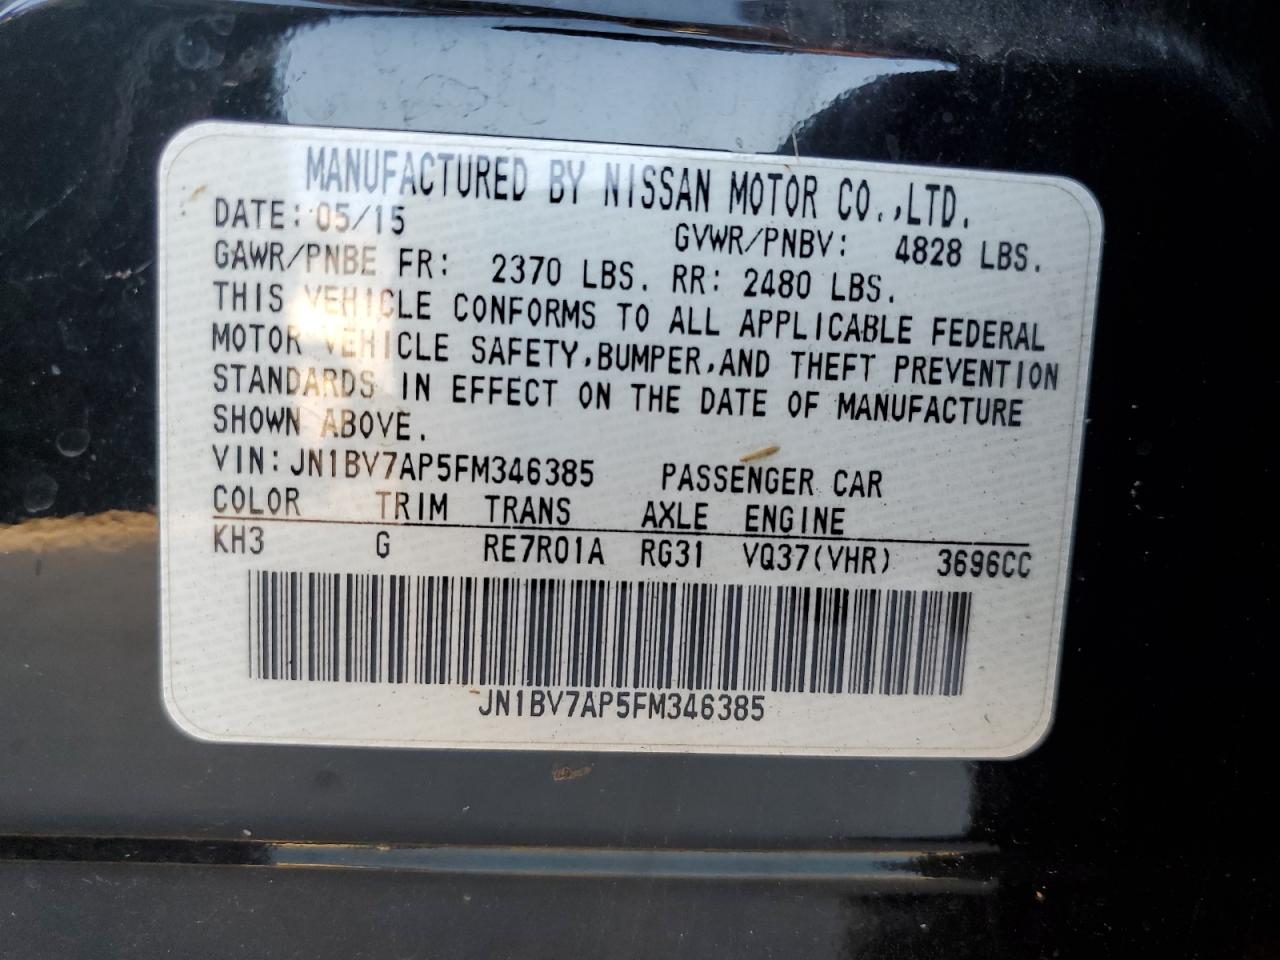 MANUFACTURED BY NISSAN MOTOR CO.,LTD.
DATE: 05/15 GVWR/PNBV: 4828 LBS.
GAWR/PNBE FR: 2370 LBS. RR: 2480 LBS.
THIS VEHICLE CONFORMS TO ALL APPLICABLE FEDERAL
MOTOR VEHICLE SAFETY,BUMPER,AND THEFT PREVENTION
STANDARDS IN EFFECT ON THE DATE OF MANUFACTURE
SHOWN ABOVE.
VIN:JN1BV7AP5FM346385 PASSENGER CAR
COLOR TRIM TRANS AXLE ENGINE
KH3 G RE7R01A RG31 VQ37(VHR) 3696CC
JN1BV7AP5FM346385